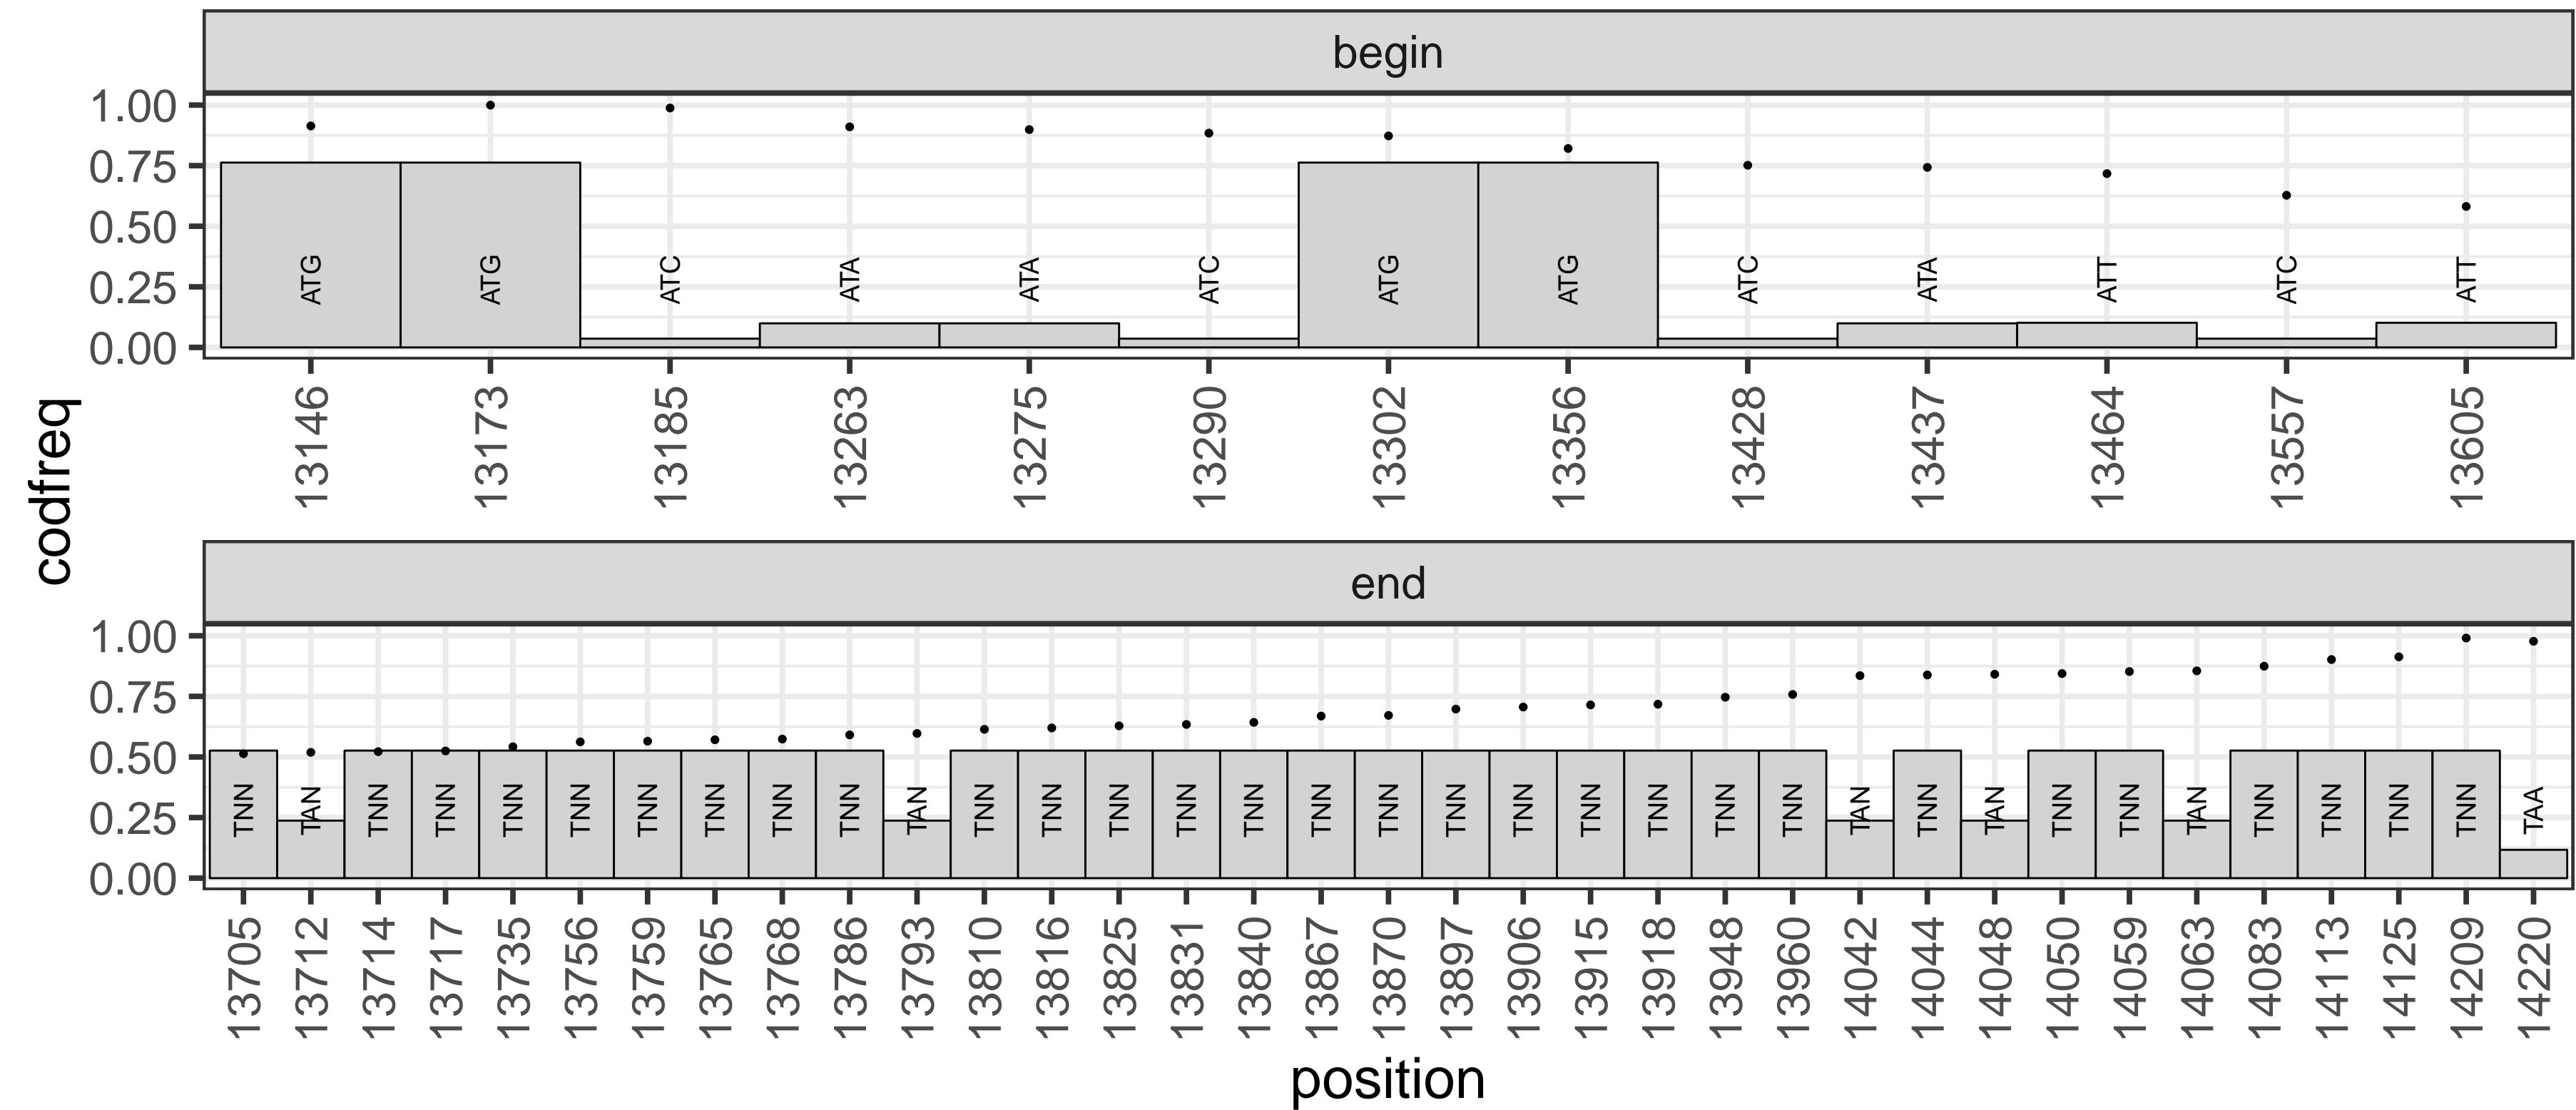 begin
1.00
0.75
0.50
0.25
0.00
ATG ATG ATC ATA ATA ATC ATG ATG ATC ATA ATT ATC ATT
13146 13173 13185 13263 13275 13290 13302 13356 13428 13437 13464 13557 13605
codfreq
end
1.00
0.75
0.50
0.25
0.00
TNN TAN TNN TNN TNN TNN TNN TNN TNN TNN TAN TNN TNN TNN TNN TNN TNN TNN TNN TNN TNN TNN TNN TNN TAN TNN TAN TNN TNN TAN TNN TNN TNN TNN TAA
13705 13712 13714 13717 13735 13756 13759 13765 13768 13786 13793 13810 13816 13825 13831 13840 13867 13870 13897 13906 13915 13918 13948 13960 14042 14044 14048 14050 14059 14063 14083 14113 14125 14209 14220
position